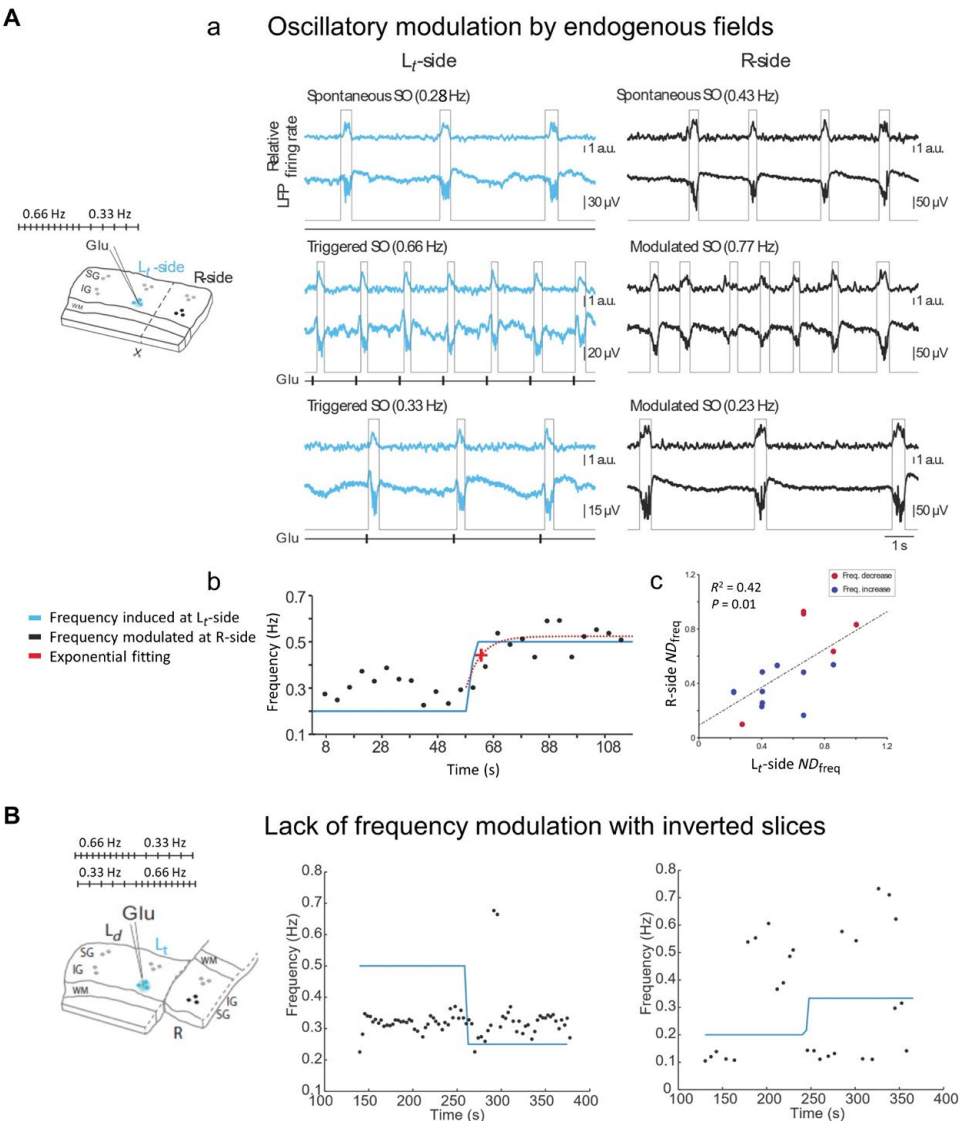 A
a Oscillatory modulation by endogenous fields
Lt-side R-side
Spontaneous SO (0.28 Hz) Spontaneous SO (0.43 Hz)
Relative
firing rate
1 a.u. 1 a.u.
LFP
30 µV 50 µV
0.66 Hz 0.33 Hz
Glu
Lt-side
R-side
SG
IG
WM
X
Triggered SO (0.66 Hz) Modulated SO (0.77 Hz)
1 a.u. 1 a.u.
20 µV 50 µV
Glu
Triggered SO (0.33 Hz) Modulated SO (0.23 Hz)
1 a.u. 1 a.u.
15 µV 50 µV
Glu
1 s
b
Frequency induced at Lt-side
Frequency modulated at R-side
Exponential fitting
Frequency (Hz)
0.7
0.5
0.3
0.1
8 28 48 68 88 108
Time (s)
c
R² = 0.42
P = 0.01
Freq. decrease
Freq. increase
R-side NDfreq
1.2
0.8
0.4
0
0 0.4 0.8 1.2
Lt-side NDfreq
B
Lack of frequency modulation with inverted slices
0.66 Hz 0.33 Hz
0.33 Hz 0.66 Hz
Glu
Ld
Lt
SG
IG
WM
WM
IG
SG
R
Frequency (Hz)
0.8
0.7
0.6
0.5
0.4
0.3
0.2
0.1
100 150 200 250 300 350 400
Time (s)
Frequency (Hz)
0.8
0.7
0.6
0.5
0.4
0.3
0.2
0.1
0
100 150 200 250 300 350 400
Time (s)